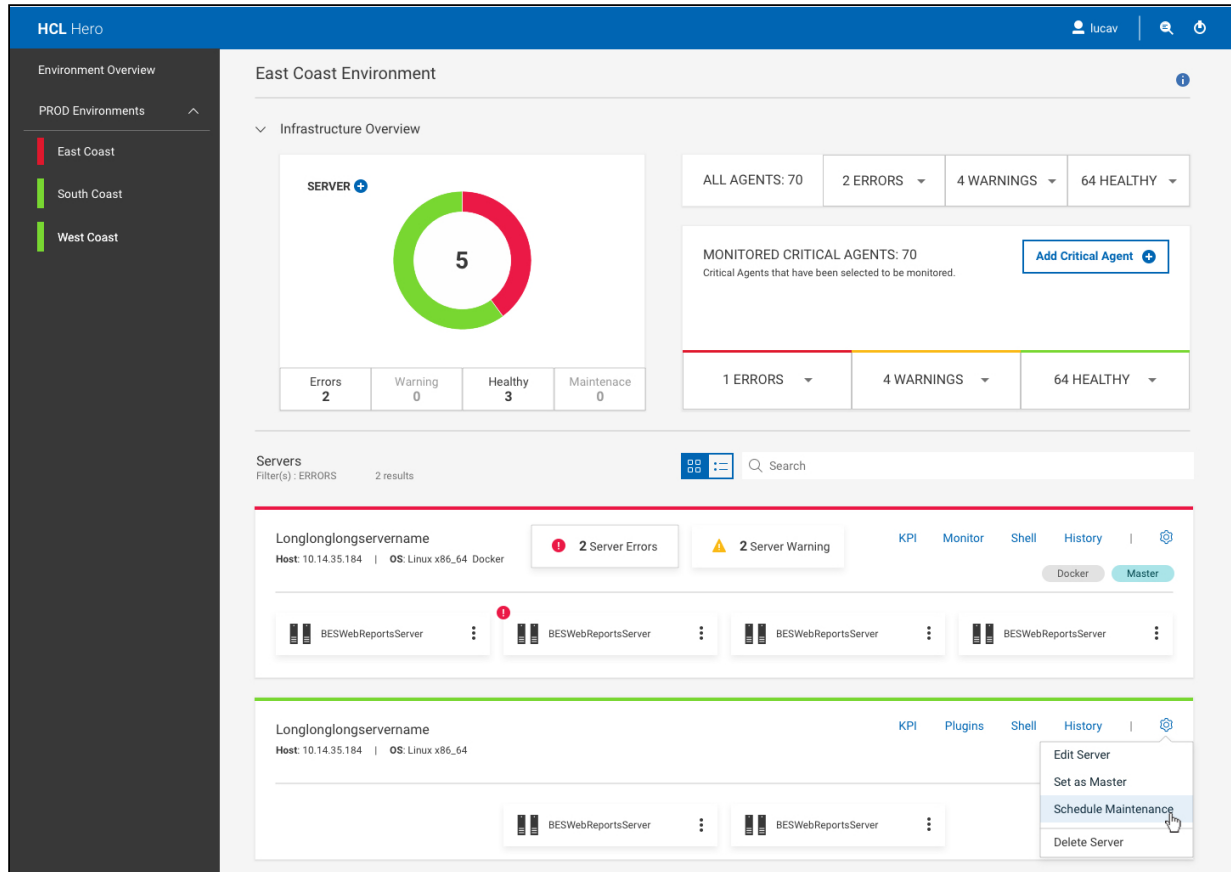 HCL Hero
lucav
Environment Overview
PROD Environments
East Coast
South Coast
West Coast
East Coast Environment
Infrastructure Overview
SERVER
5
Errors
2
Warning
0
Healthy
3
Maintenace
0
ALL AGENTS: 70
2 ERRORS
4 WARNINGS
64 HEALTHY
MONITORED CRITICAL AGENTS: 70
Critical Agents that have been selected to be monitored.
Add Critical Agent
1 ERRORS
4 WARNINGS
64 HEALTHY
Servers
Filter(s) : ERRORS 2 results
Search
Longlonglongservername
Host: 10.14.35.184 | OS: Linux x86_64 Docker
2 Server Errors
2 Server Warning
KPI Monitor Shell History |
Docker Master
BESWebReportsServer
BESWebReportsServer
BESWebReportsServer
BESWebReportsServer
Longlonglongservername
Host: 10.14.35.184 | OS: Linux x86_64
KPI Plugins Shell History |
Edit Server
Set as Master
Schedule Maintenance
Delete Server
BESWebReportsServer
BESWebReportsServer